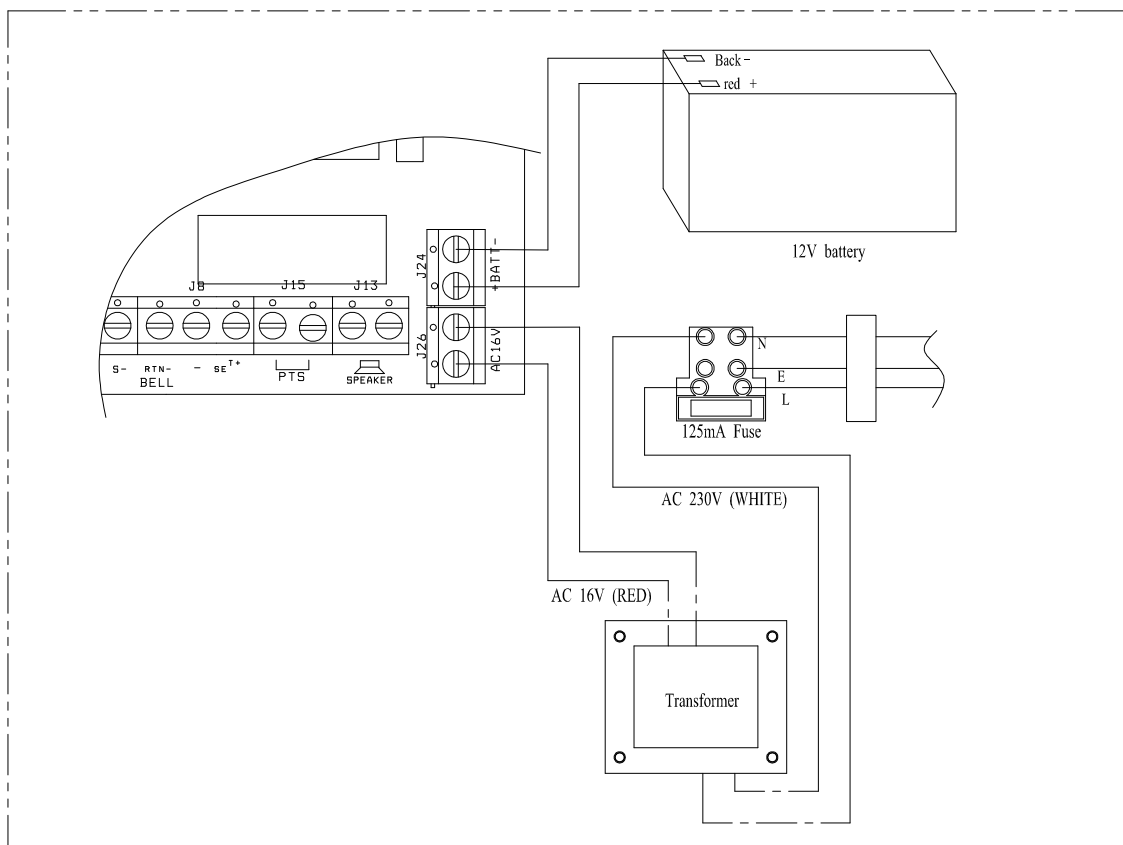 Back -
red +
12V battery
J24
+BATT-
J8
J15
J13
J26
AC16V
S-
RTN-
-
SET+
BELL
PTS
SPEAKER
N
E
L
125mA Fuse
AC 230V (WHITE)
AC 16V (RED)
Transformer